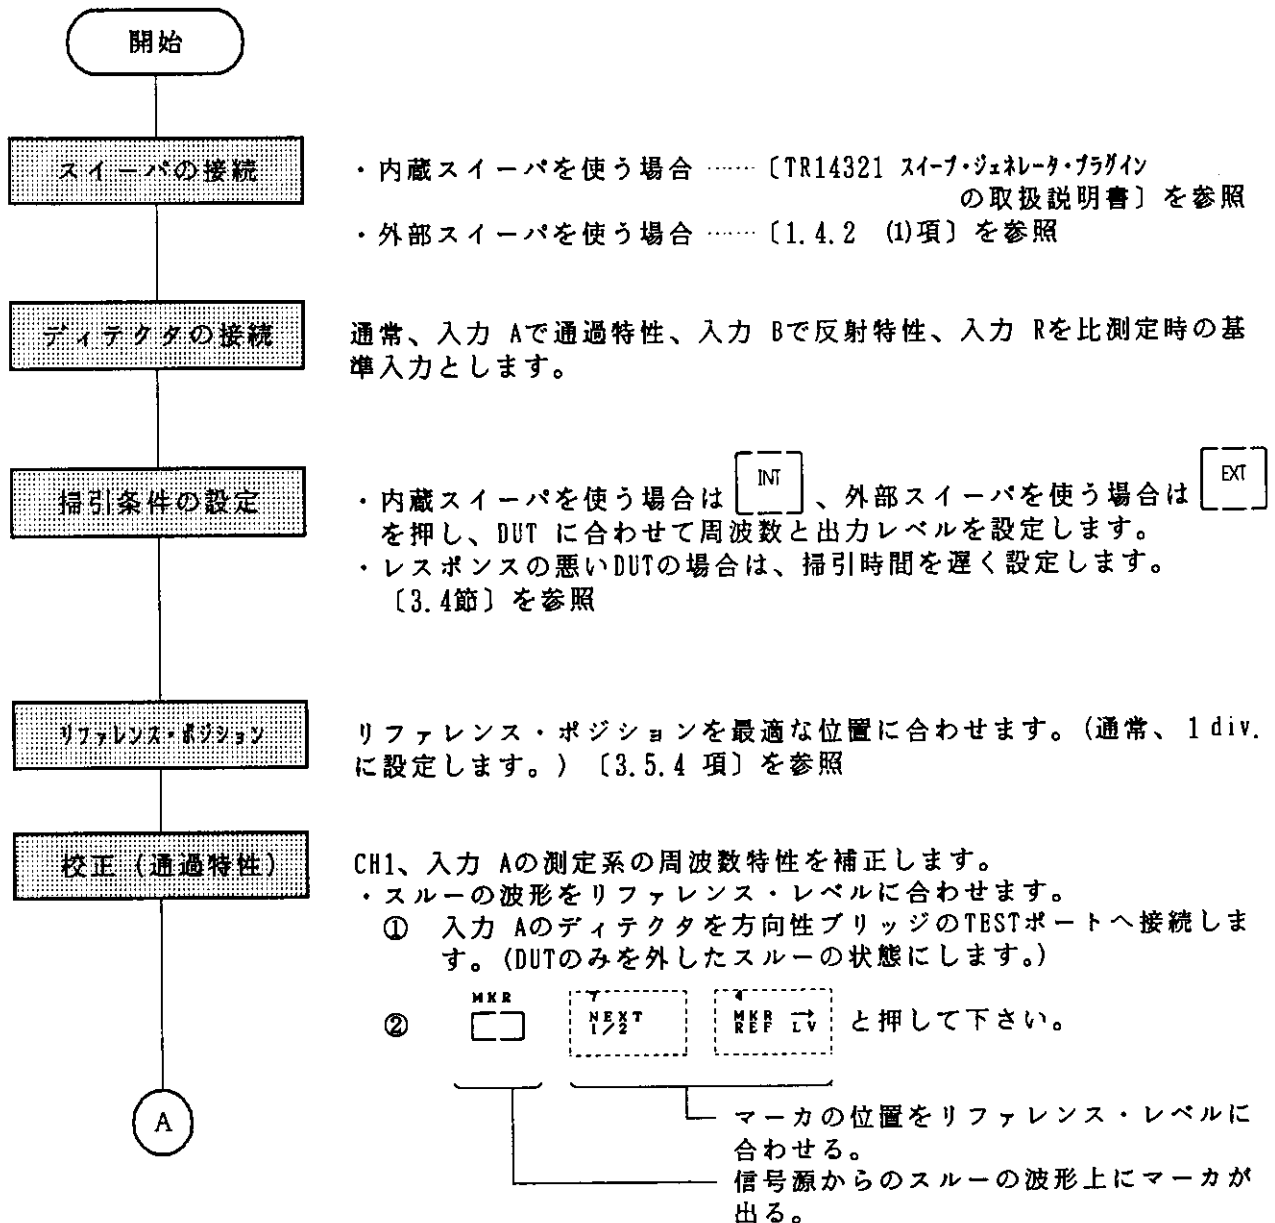 開始
スイーパの接続
・内蔵スイーパを使う場合 …… 〔TR14321 スイープ・ジェネレータ・プラグイン
の取扱説明書〕を参照
・外部スイーパを使う場合 …… 〔1.4.2 (1)項〕を参照
ディテクタの接続
通常、入力 Aで通過特性、入力 Bで反射特性、入力 Rを比測定時の基
準入力とします。
掃引条件の設定
・内蔵スイーパを使う場合は INT 、外部スイーパを使う場合は EXT
を押し、DUT に合わせて周波数と出力レベルを設定します。
・レスポンスの悪いDUTの場合は、掃引時間を遅く設定します。
〔3.4節〕を参照
リファレンス・ポジション
リファレンス・ポジションを最適な位置に合わせます。(通常、1div.
に設定します。) 〔3.5.4 項〕を参照
校正 (通過特性)
CH1、入力 Aの測定系の周波数特性を補正します。
・スルーの波形をリファレンス・レベルに合わせます。
① 入力 Aのディテクタを方向性ブリッジのTESTポートへ接続しま
す。(DUTのみを外したスルーの状態にします。)
MKR 7 4
② NEXT MKR → と押して下さい。
1/2 REF LV
A
マーカの位置をリファレンス・レベルに
合わせる。
信号源からのスルーの波形上にマーカが
出る。